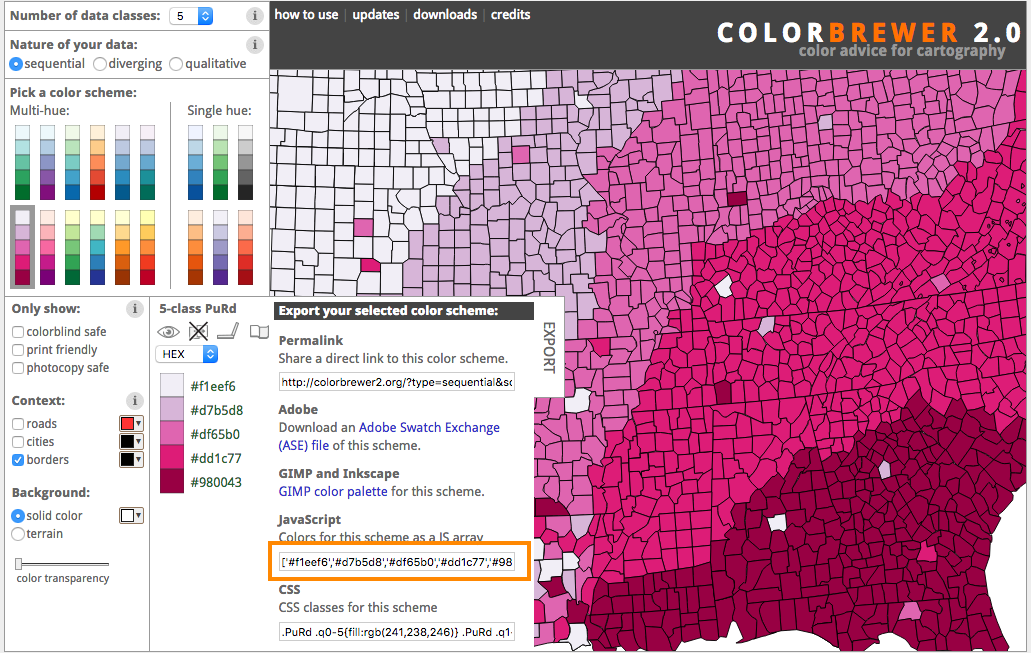 Number of data classes: 5 i
how to use | updates | downloads | credits
COLORBREWER 2.0
color advice for cartography
Nature of your data: i
sequential diverging qualitative
Pick a color scheme:
Multi-hue: Single hue:
Only show: i
colorblind safe
print friendly
photocopy safe
Context: i
roads
cities
borders
Background:
solid color
terrain
color transparency
5-class PuRd
HEX
#f1eef6
#d7b5d8
#df65b0
#dd1c77
#980043
EXPORT
Export your selected color scheme:
Permalink
Share a direct link to this color scheme.
http://colorbrewer2.org/?type=sequential&sc
Adobe
Download an Adobe Swatch Exchange
(ASE) file of this scheme.
GIMP and Inkscape
GIMP color palette for this scheme.
JavaScript
Colors for this scheme as a JS array
['#f1eef6','#d7b5d8','#df65b0','#dd1c77','#98
CSS
CSS classes for this scheme
.PuRd .q0-5{fill:rgb(241,238,246)} .PuRd .q1-